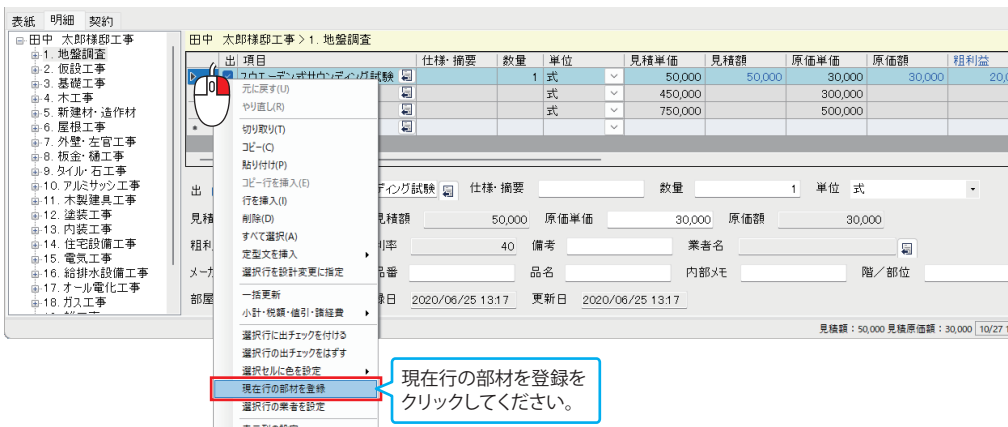 表紙 明細 契約
田中 太郎様邸工事
1. 地盤調査
2. 仮設工事
3. 基礎工事
4. 木工事
5. 新建材・造作材
6. 屋根工事
7. 外壁・左官工事
8. 板金・樋工事
9. タイル・石工事
10. アルミサッシ工事
11. 木製建具工事
12. 塗装工事
13. 内装工事
14. 住宅設備工事
15. 電気工事
16. 給排水設備工事
17. オール電化工事
18. ガス工事
田中 太郎様邸工事 > 1. 地盤調査
出 項目 仕様・摘要 数量 単位 見積単価 見積額 原価単価 原価額 粗利益
スウエーデン式サウンディング試験 1 式 50,000 50,000 30,000 30,000 20,0
式 450,000 300,000
式 750,000 500,000
*
元に戻す(U)
やり直し(R)
切り取り(T)
コピー(C)
貼り付け(P)
コピー行を挿入(E)
行を挿入(I)
削除(D)
すべて選択(A)
定型文を挿入
選択行を設計変更に指定
一括更新
小計・税額・値引・諸経費
選択行に出チェックを付ける
選択行の出チェックをはずす
選択セルに色を設定
現在行の部材を登録
選択行の業者を設定
出 ディング試験 仕様・摘要 数量 1 単位 式
見積 見積額 50,000 原価単価 30,000 原価額 30,000
粗利 利率 40 備考 業者名
メーカ 品番 品名 内部メモ 階/部位
部屋 録日 2020/06/25 13:17 更新日 2020/06/25 13:17
見積額:50,000 見積原価額:30,000 10/27 1
現在行の部材を登録を
クリックしてください。